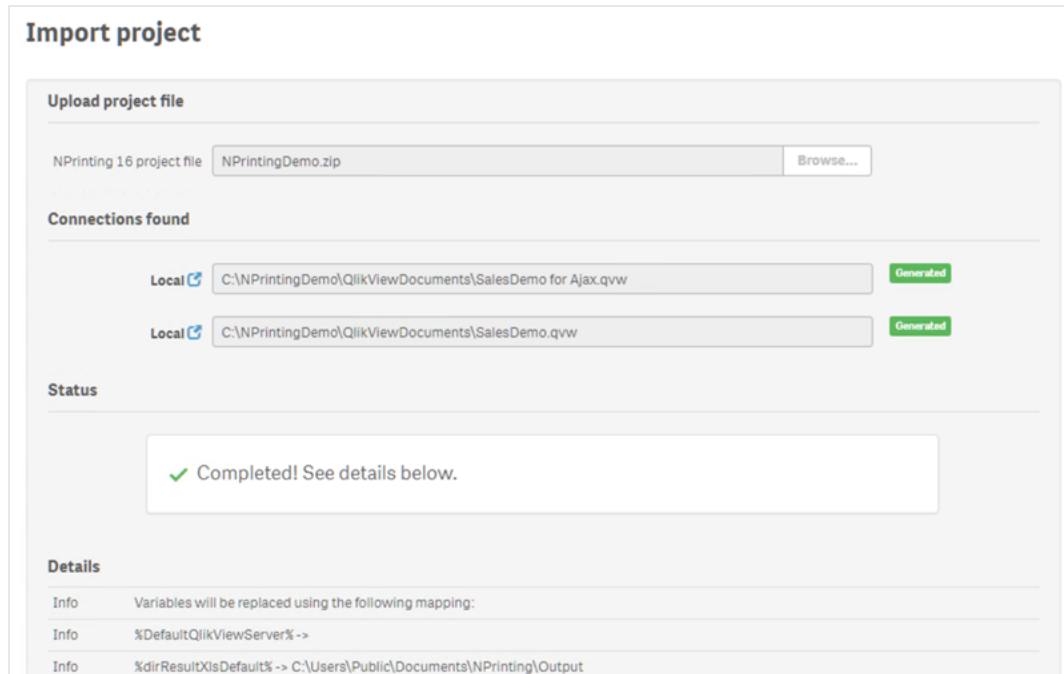 Import project
Upload project file
NPrinting 16 project file NPrintingDemo.zip Browse...
Connections found
Local C:\NPrintingDemo\QlikViewDocuments\SalesDemo for Ajax.qvw Generated
Local C:\NPrintingDemo\QlikViewDocuments\SalesDemo.qvw Generated
Status
Completed! See details below.
Details
Info Variables will be replaced using the following mapping:
Info %DefaultQlikViewServer% ->
Info %dirResultXlsDefault% -> C:\Users\Public\Documents\NPrinting\Output